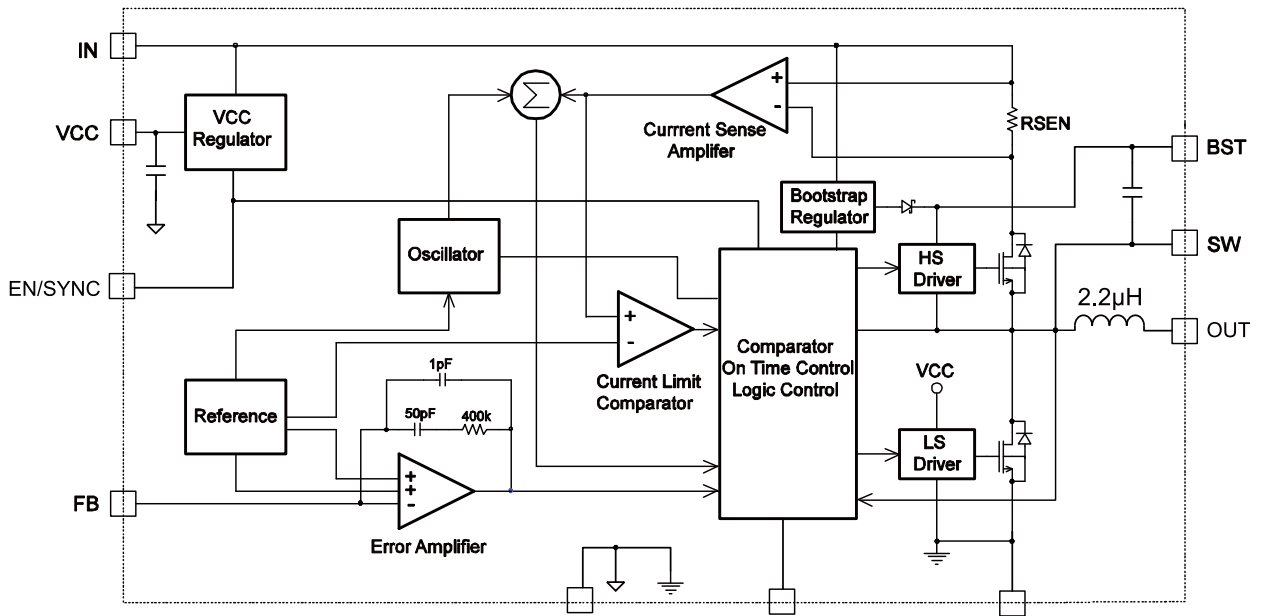 IN
VCC
Regulator
VCC
EN/SYNC
Σ
+
-
Currrent Sense
Amplifer
RSEN
BST
Bootstrap
Regulator
SW
Oscillator
HS
Driver
2.2µH
OUT
+
-
Current Limit
Comparator
Comparator
On Time Control
Logic Control
VCC
Reference
1pF
50pF
400k
LS
Driver
FB
+
+
-
Error Amplifier